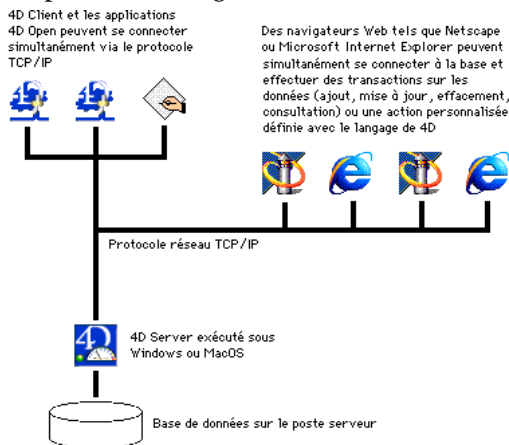 4D Client et les applications
4D Open peuvent se connecter
simultanément via le protocole
TCP/IP
Des navigateurs Web tels que Netscape
ou Microsoft Internet Explorer peuvent
simultanément se connecter à la base et
effectuer des transactions sur les
données (ajout, mise à jour, effacement,
consultation) ou une action personnalisée
définie avec le langage de 4D
Protocole réseau TCP/IP
4D Server exécuté sous
Windows ou MacOS
Base de données sur le poste serveur